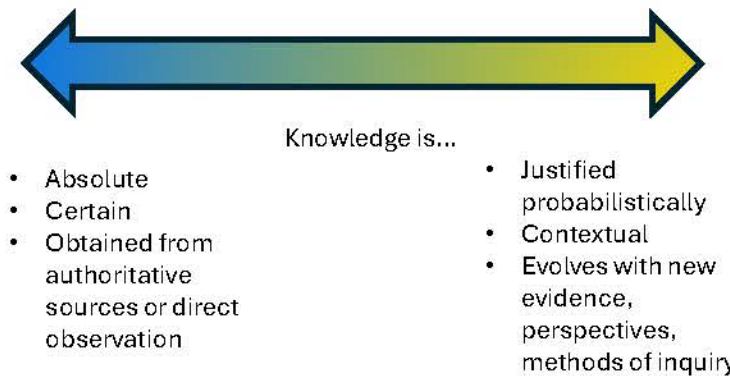 Knowledge is...
• Absolute
• Certain
• Obtained from
authoritative
sources or direct
observation
• Justified
probabilistically
• Contextual
• Evolves with new
evidence,
perspectives,
methods of inquiry